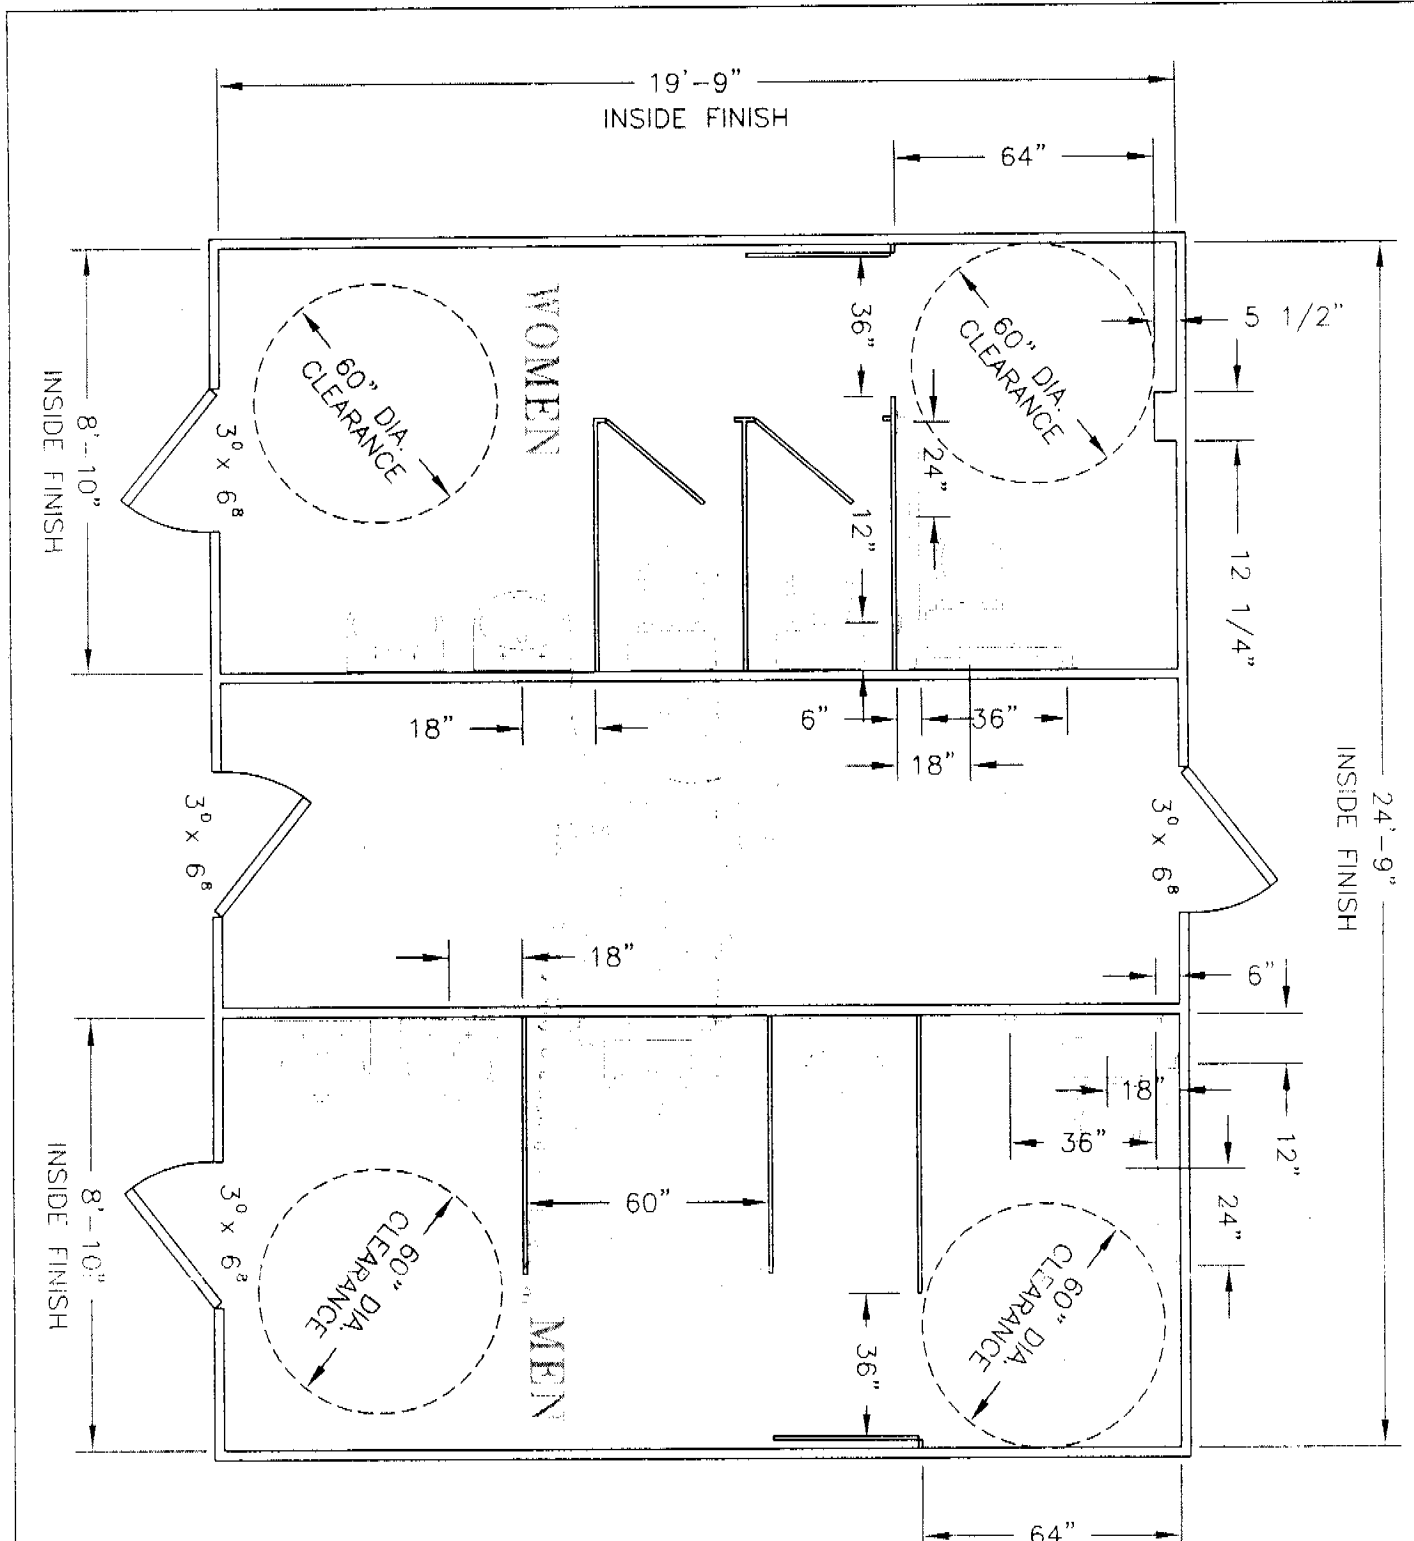 19'-9"
INSIDE FINISH
64"
5 1/2"
36"
60" DIA.
CLEARANCE
WOMEN
60" DIA.
CLEARANCE
8'-10"
INSIDE FINISH
3⁰ x 6⁸
24"
12"
12 1/4"
18"
6"
36"
18"
24'-9"
INSIDE FINISH
3⁰ x 6⁸
3⁰ x 6⁸
18"
6"
18"
36"
12"
24"
60"
8'-10"
INSIDE FINISH
3⁰ x 6⁸
60" DIA.
CLEARANCE
60" DIA.
CLEARANCE
MEN
36"
64"